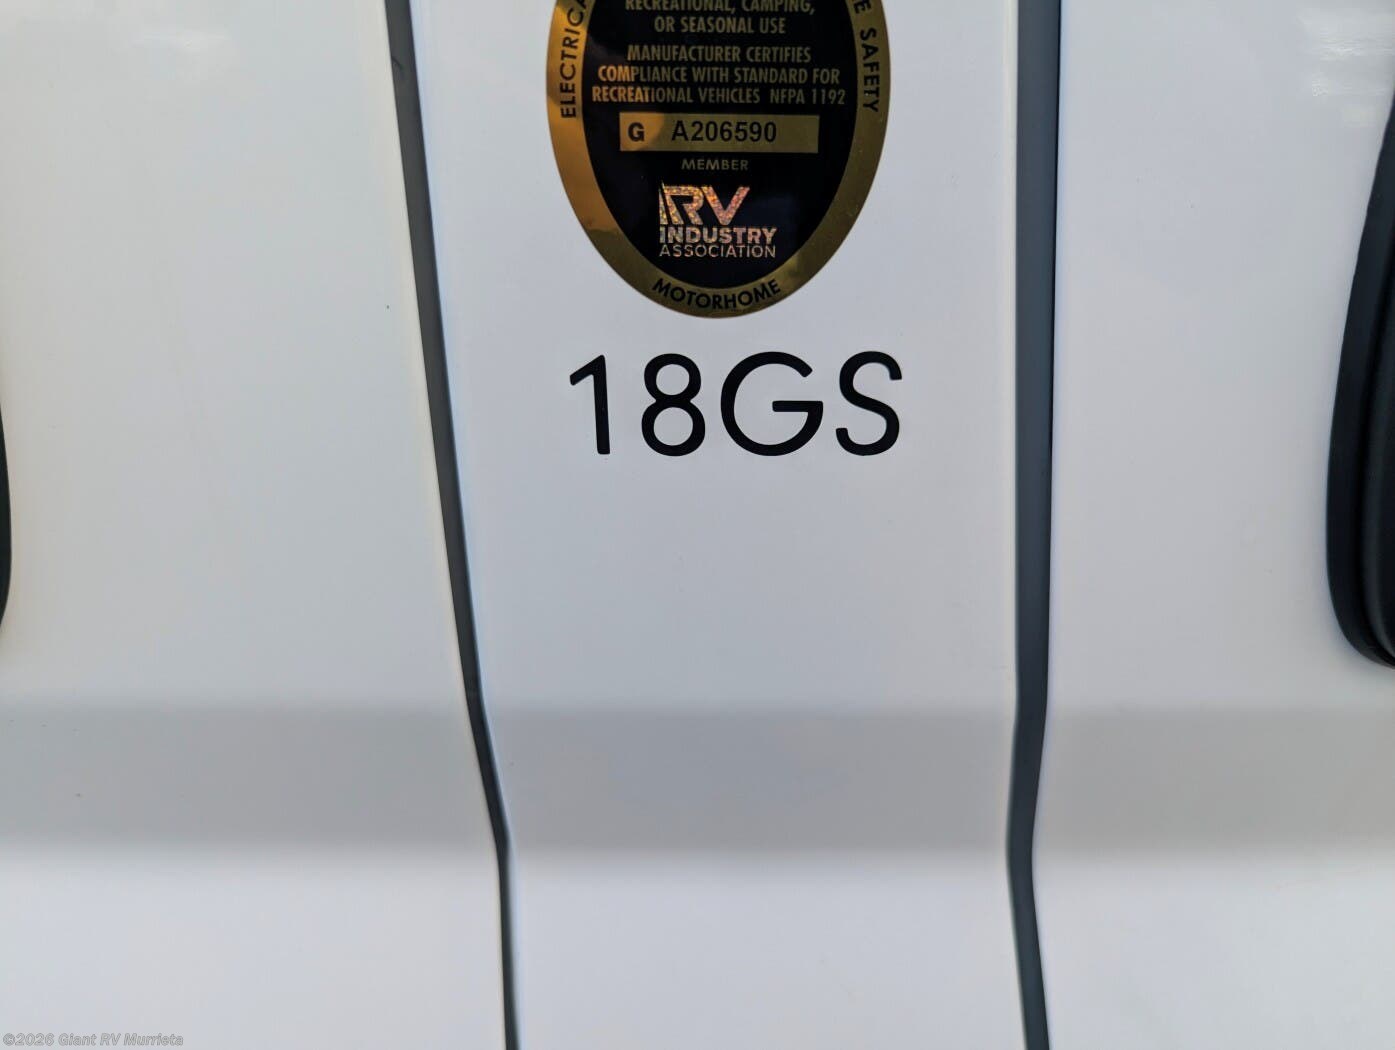 RECREATIONAL, CAMPING,
OR SEASONAL USE
MANUFACTURER CERTIFIES
COMPLIANCE WITH STANDARD FOR
RECREATIONAL VEHICLES NFPA 1192
G A206590
MEMBER
RV
INDUSTRY
ASSOCIATION
SAFETY
MOTORHOME
18GS
©2026 Giant RV Murrieta